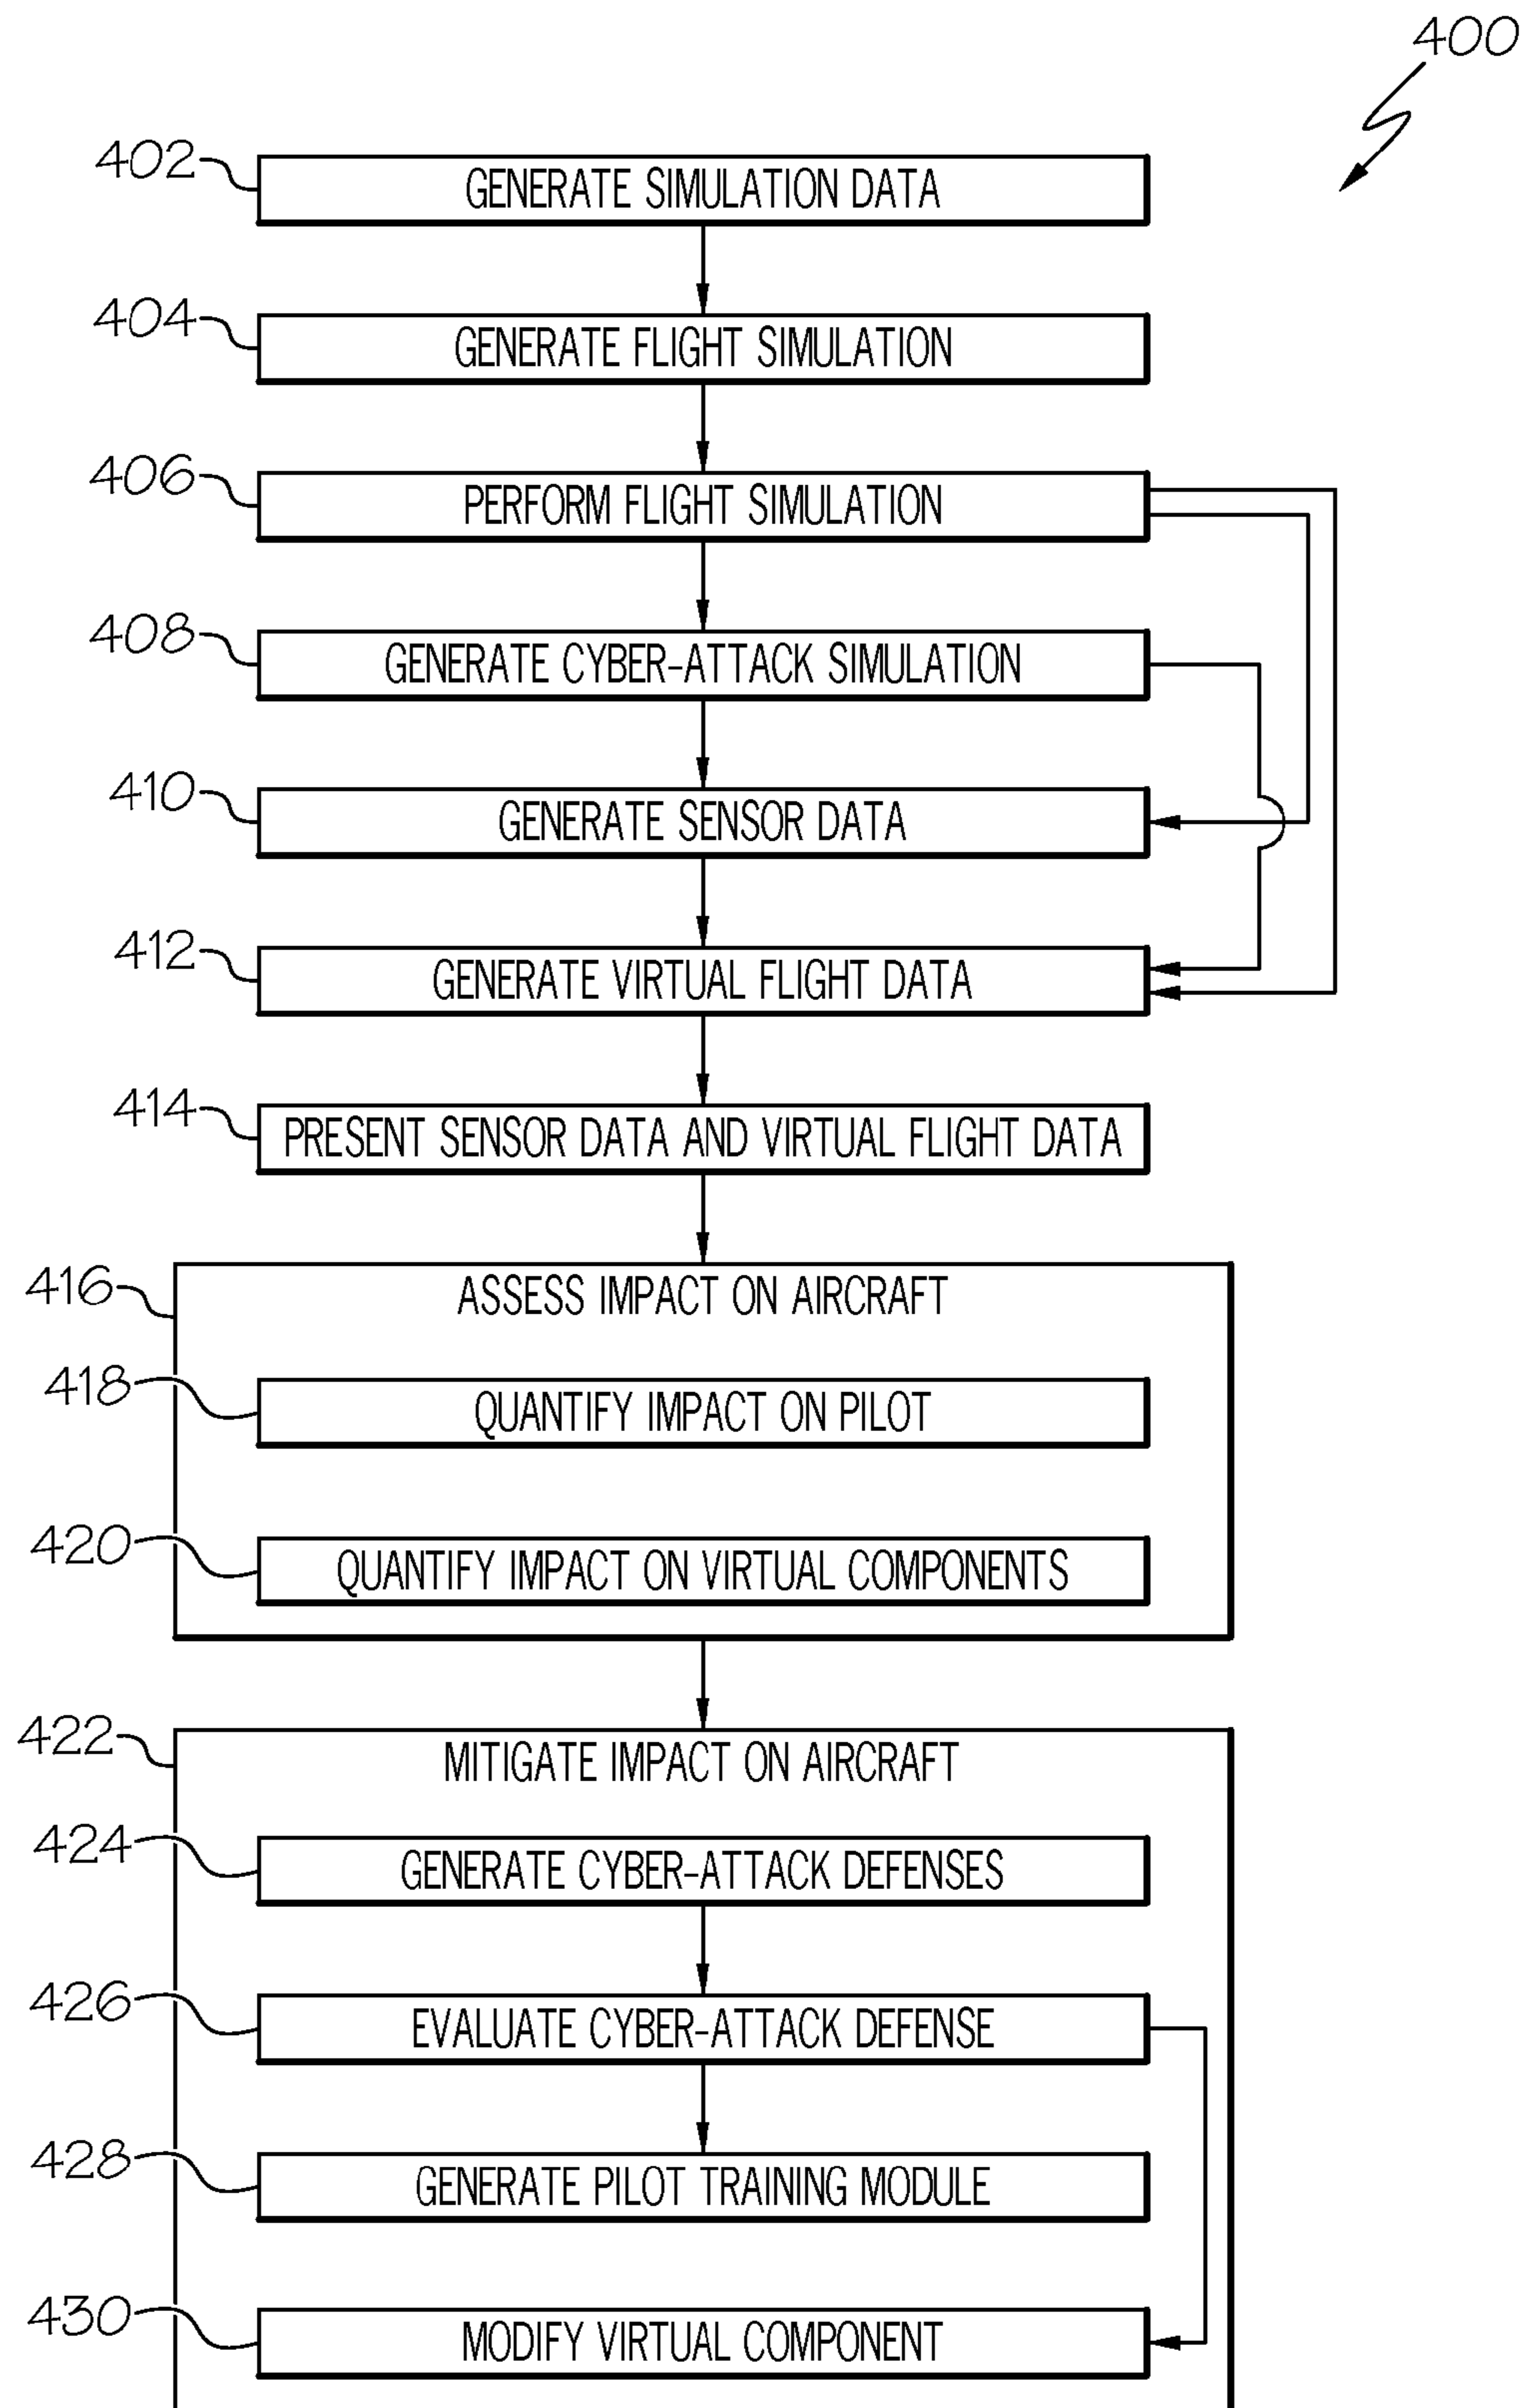 400
402
GENERATE SIMULATION DATA
404
GENERATE FLIGHT SIMULATION
406
PERFORM FLIGHT SIMULATION
408
GENERATE CYBER-ATTACK SIMULATION
410
GENERATE SENSOR DATA
412
GENERATE VIRTUAL FLIGHT DATA
414
PRESENT SENSOR DATA AND VIRTUAL FLIGHT DATA
416
ASSESS IMPACT ON AIRCRAFT
418
QUANTIFY IMPACT ON PILOT
420
QUANTIFY IMPACT ON VIRTUAL COMPONENTS
422
MITIGATE IMPACT ON AIRCRAFT
424
GENERATE CYBER-ATTACK DEFENSES
426
EVALUATE CYBER-ATTACK DEFENSE
428
GENERATE PILOT TRAINING MODULE
430
MODIFY VIRTUAL COMPONENT